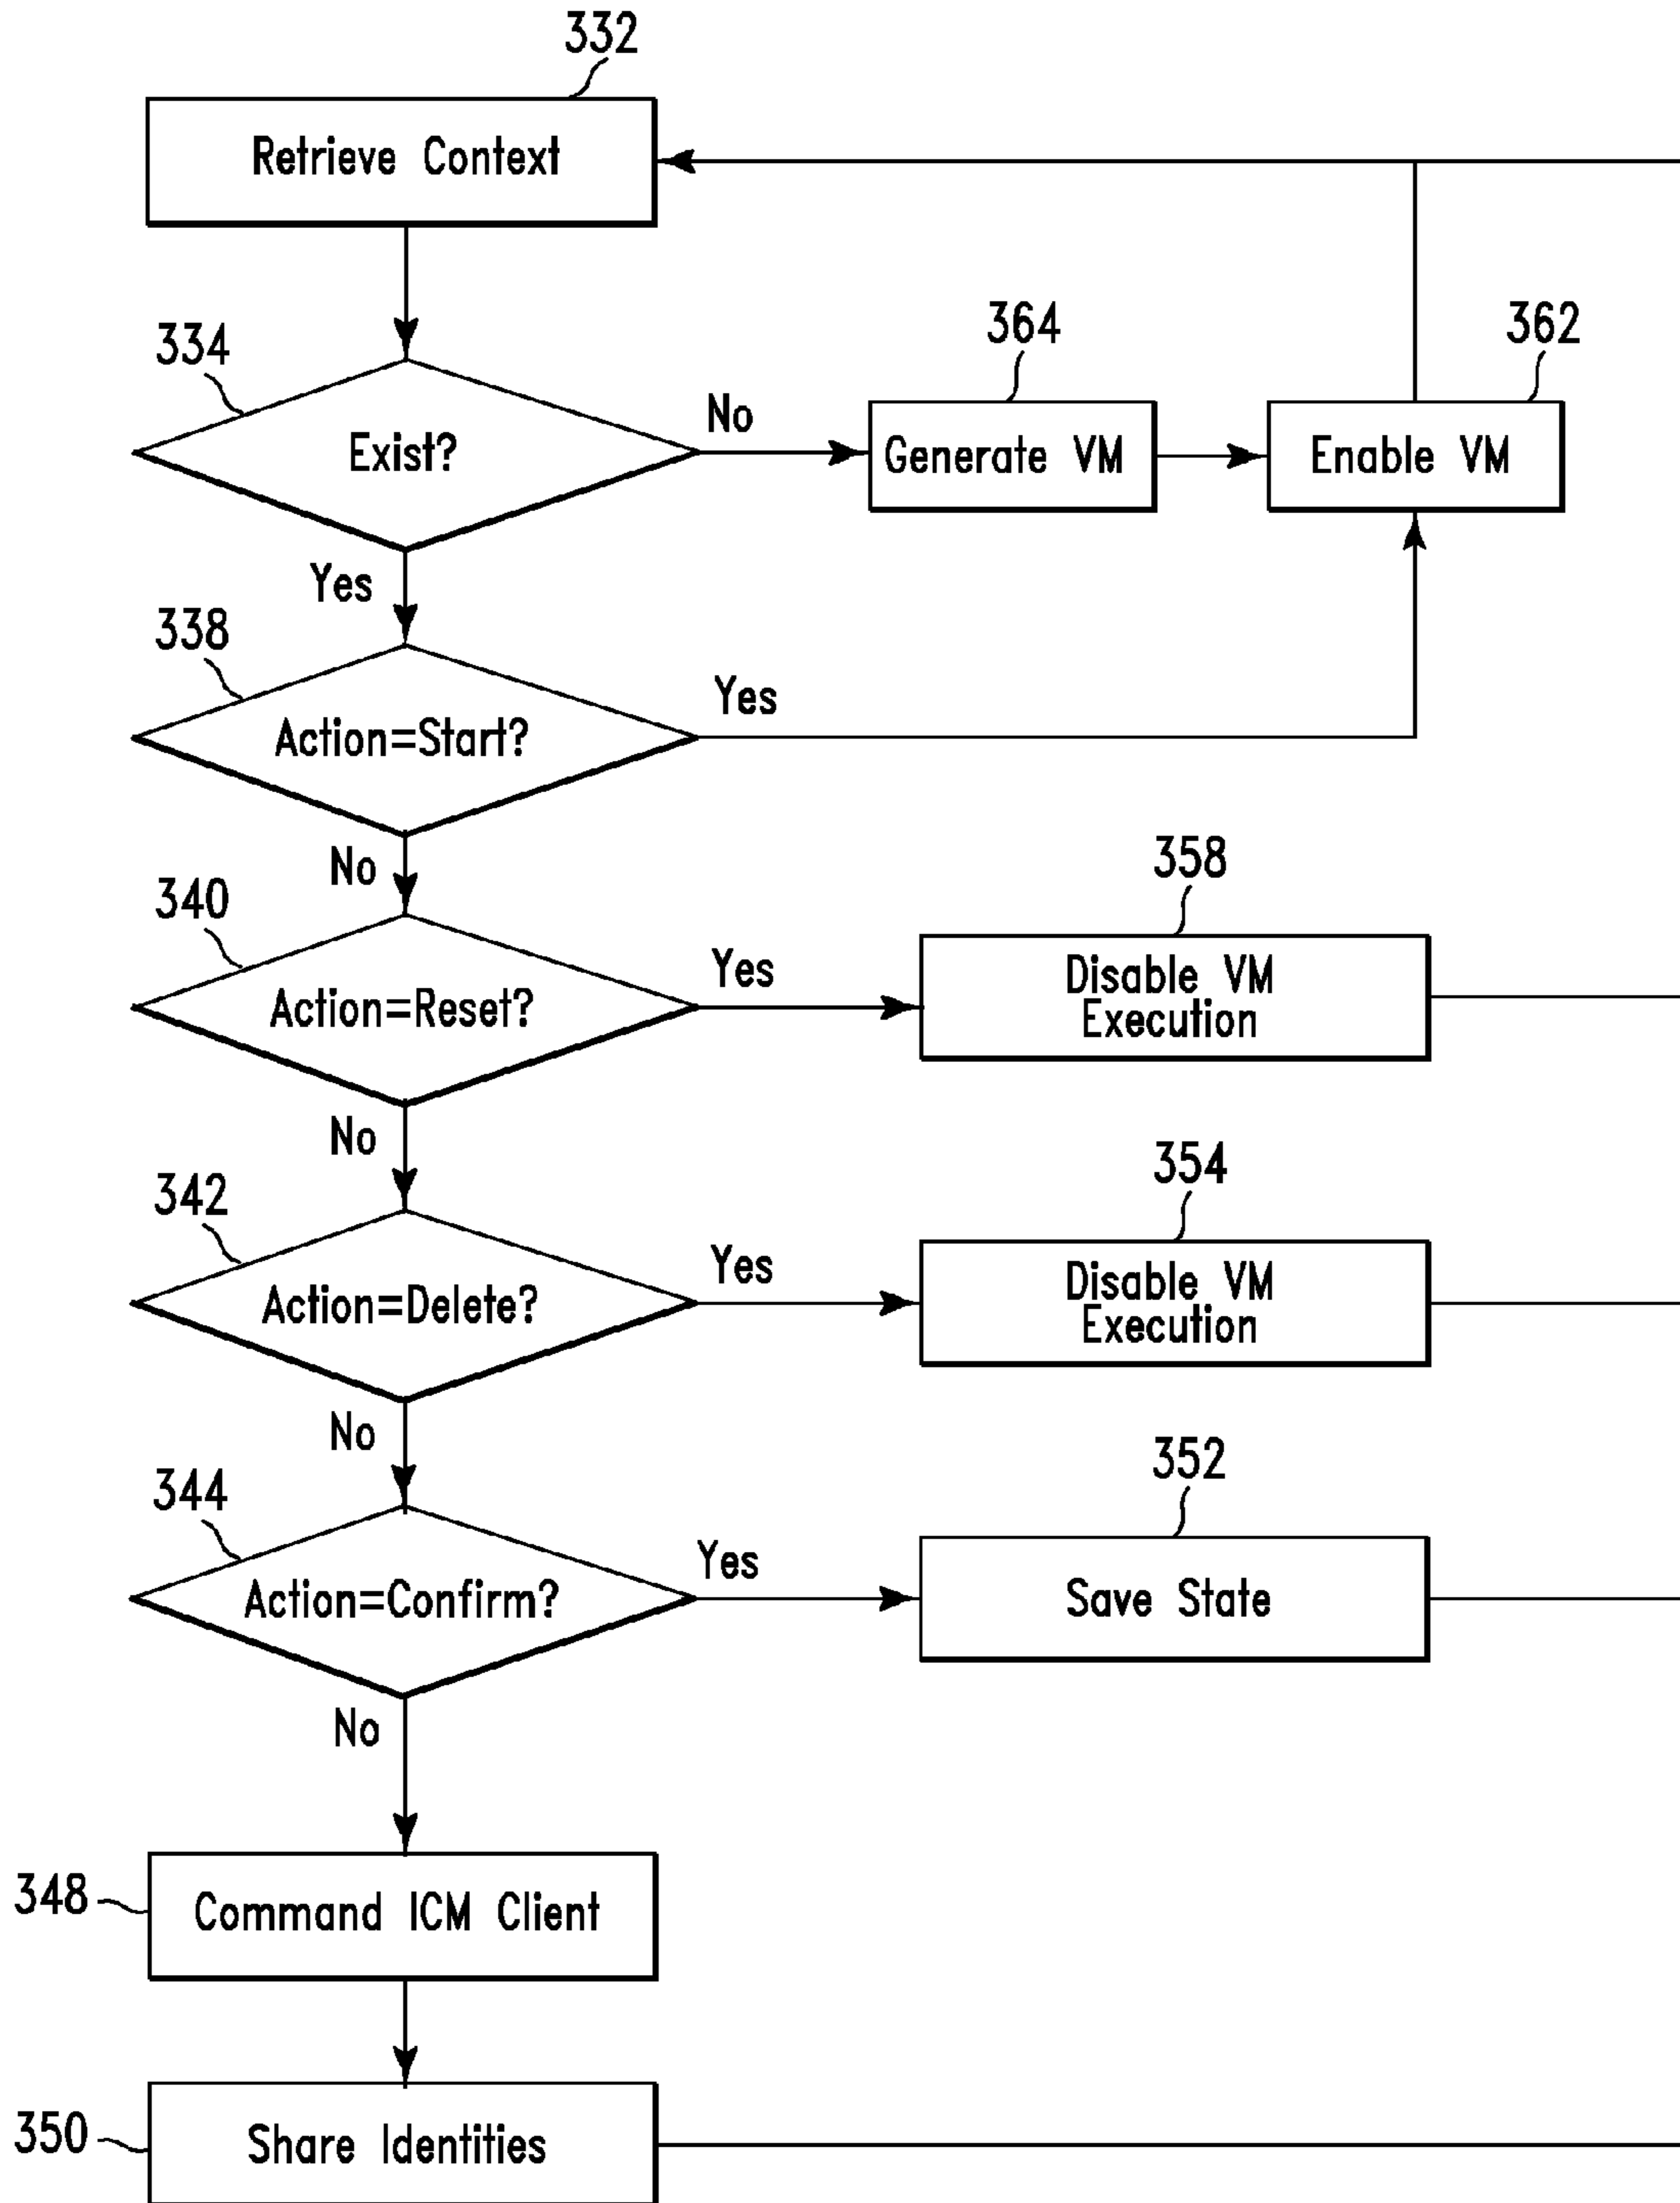 332
Retrieve Context
334
Exist?
No
364
Generate VM
362
Enable VM
Yes
338
Action=Start?
Yes
No
340
Action=Reset?
Yes
358
Disable VM
Execution
No
342
Action=Delete?
Yes
354
Disable VM
Execution
No
344
Action=Confirm?
Yes
352
Save State
No
348
Command ICM Client
350
Share Identities